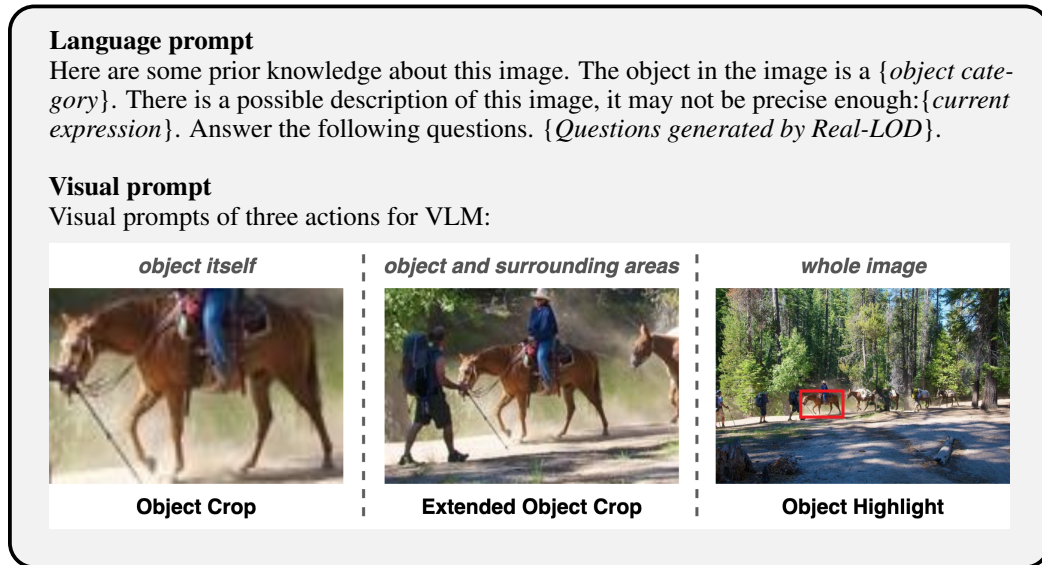 Language prompt
Here are some prior knowledge about this image. The object in the image is a {object cate-
gory}. There is a possible description of this image, it may not be precise enough:{current
expression}. Answer the following questions. {Questions generated by Real-LOD}.
Visual prompt
Visual prompts of three actions for VLM:
object itself
object and surrounding areas
whole image
Object Crop
Extended Object Crop
Object Highlight